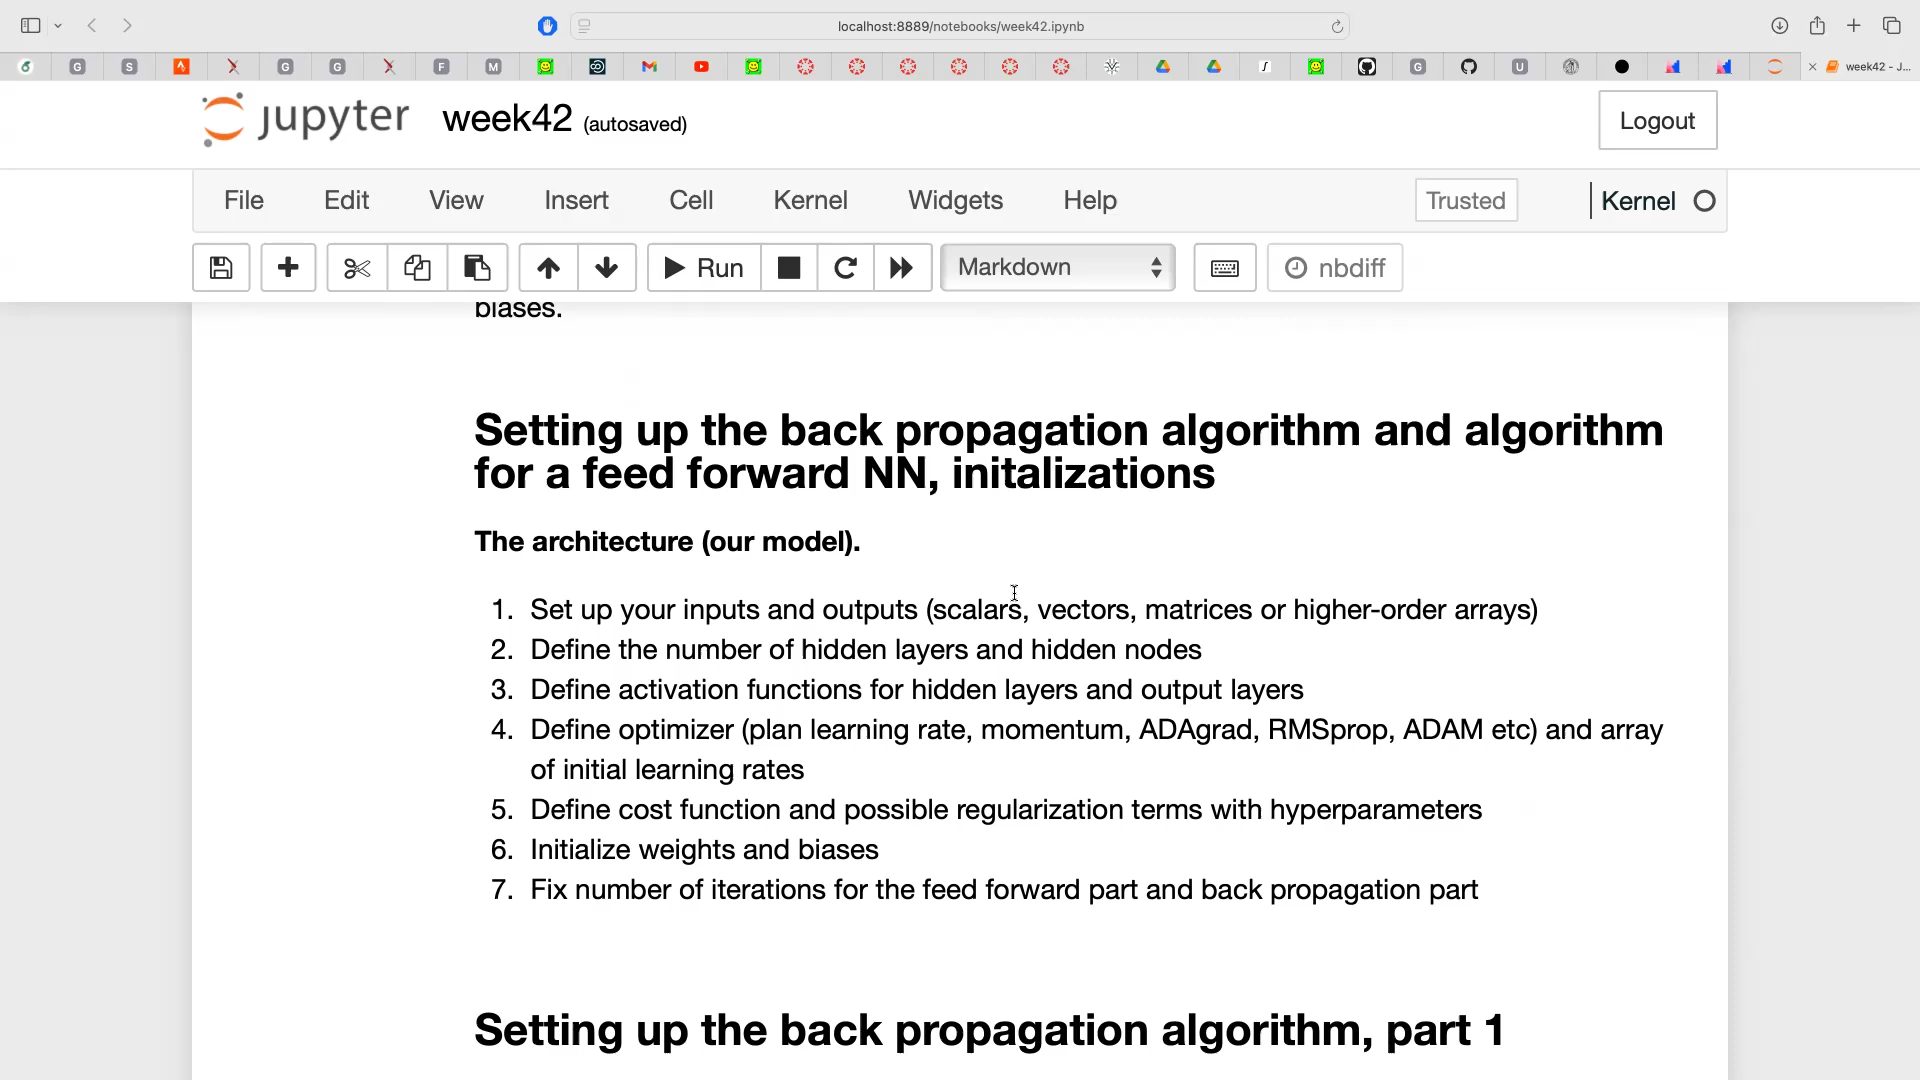 localhost:8889/notebooks/week42.ipynb
G
S
G
G
F
M
G
U
week42 - J...
jupyter week42 (autosaved)
Logout
File Edit View Insert Cell Kernel Widgets Help
Trusted
Kernel
Run
Markdown
nbdiff
biases.
Setting up the back propagation algorithm and algorithm
for a feed forward NN, initalizations
The architecture (our model).
1. Set up your inputs and outputs (scalars, vectors, matrices or higher-order arrays)
2. Define the number of hidden layers and hidden nodes
3. Define activation functions for hidden layers and output layers
4. Define optimizer (plan learning rate, momentum, ADAgrad, RMSprop, ADAM etc) and array
of initial learning rates
5. Define cost function and possible regularization terms with hyperparameters
6. Initialize weights and biases
7. Fix number of iterations for the feed forward part and back propagation part
Setting up the back propagation algorithm, part 1